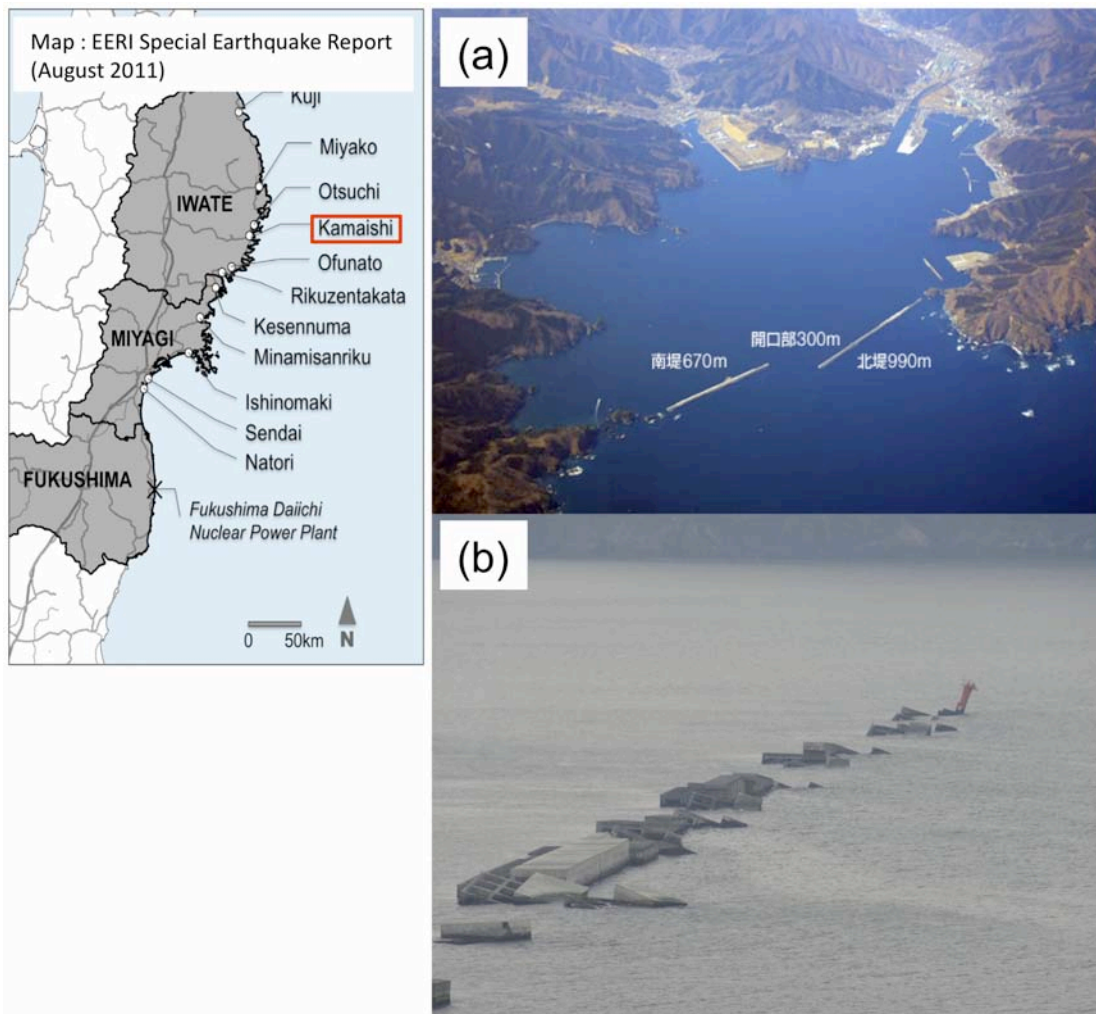 Map : EERI Special Earthquake Report
(August 2011)
Kuji
Miyako
Otsuchi
IWATE
Kamaishi
Ofunato
Rikuzentakata
Kesennuma
MIYAGI
Minamisanriku
Ishinomaki
Sendai
Natori
FUKUSHIMA
Fukushima Daiichi
Nuclear Power Plant
0 50km
N
(a)
開口部300m
南堤670m
北堤990m
(b)